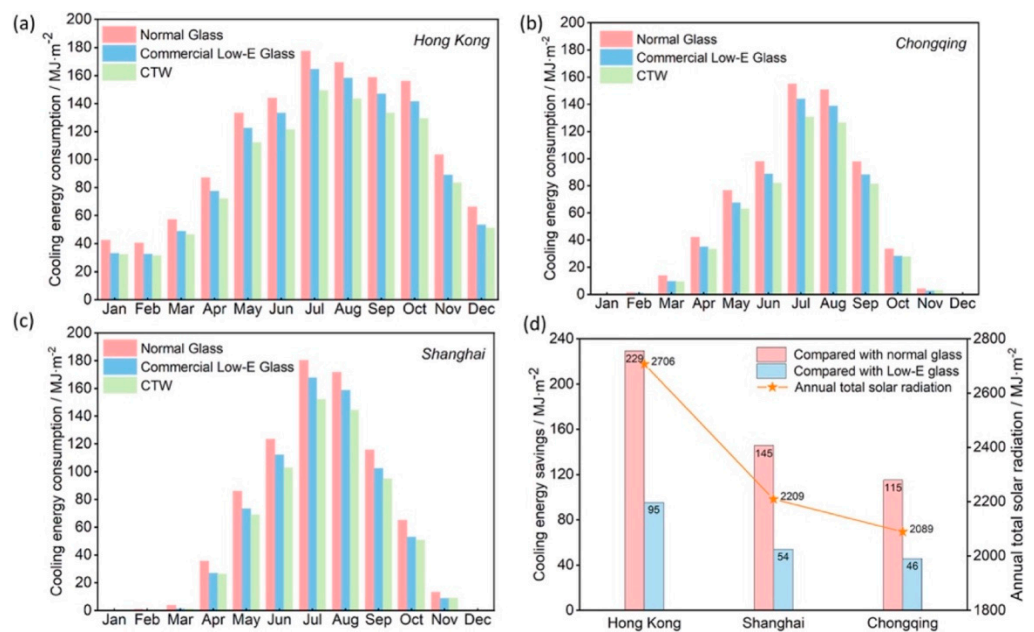 (a)
Cooling energy consumption / MJ·m⁻²
200
180
160
140
120
100
80
60
40
20
0
Normal Glass
Commercial Low-E Glass
CTW
Hong Kong
Jan Feb Mar Apr May Jun Jul Aug Sep Oct Nov Dec
(b)
Cooling energy consumption / MJ·m⁻²
200
180
160
140
120
100
80
60
40
20
0
Normal Glass
Commercial Low-E Glass
CTW
Chongqing
Jan Feb Mar Apr May Jun Jul Aug Sep Oct Nov Dec
(c)
Cooling energy consumption / MJ·m⁻²
200
180
160
140
120
100
80
60
40
20
0
Normal Glass
Commercial Low-E Glass
CTW
Shanghai
Jan Feb Mar Apr May Jun Jul Aug Sep Oct Nov Dec
(d)
Cooling energy savings / MJ·m⁻²
240
200
160
120
80
40
0
Compared with normal glass
Compared with Low-E glass
Annual total solar radiation
229
2706
95
145
2209
54
115
2089
46
Hong Kong Shanghai Chongqing
2800
2600
2400
2200
2000
1800
Annual total solar radiation / MJ·m⁻²